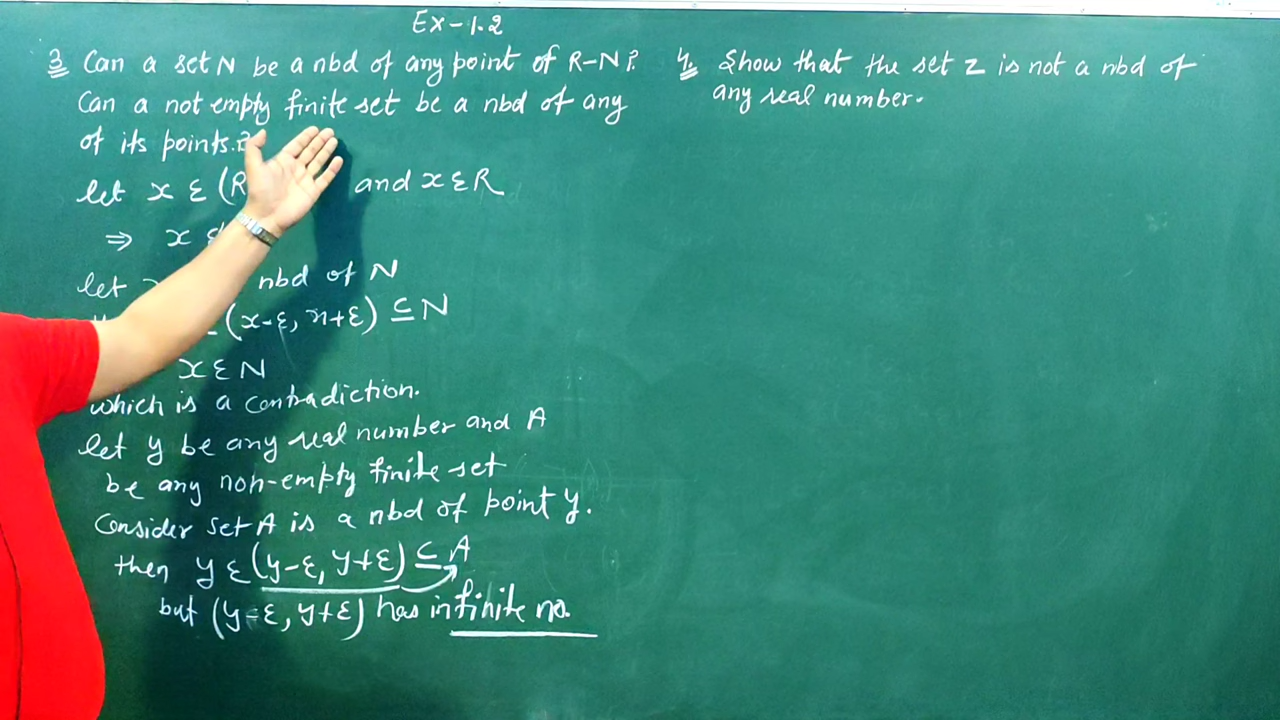 Ex-1.2
3. Can a set N be a nbd of any point of R-N?
Can a not empty finite set be a nbd of any
of its points.?
let x ε (R and x ε R
⇒ x
let nbd of N
(x-ε, x+ε) ⊆ N
x ε N
which is a contradiction.
let y be any real number and A
be any non-empty finite set
Consider set A is a nbd of point y.
then y ε (y-ε, y+ε) ⊆ A
but (y-ε, y+ε) has infinite no.
4. Show that the set Z is not a nbd of
any real number.